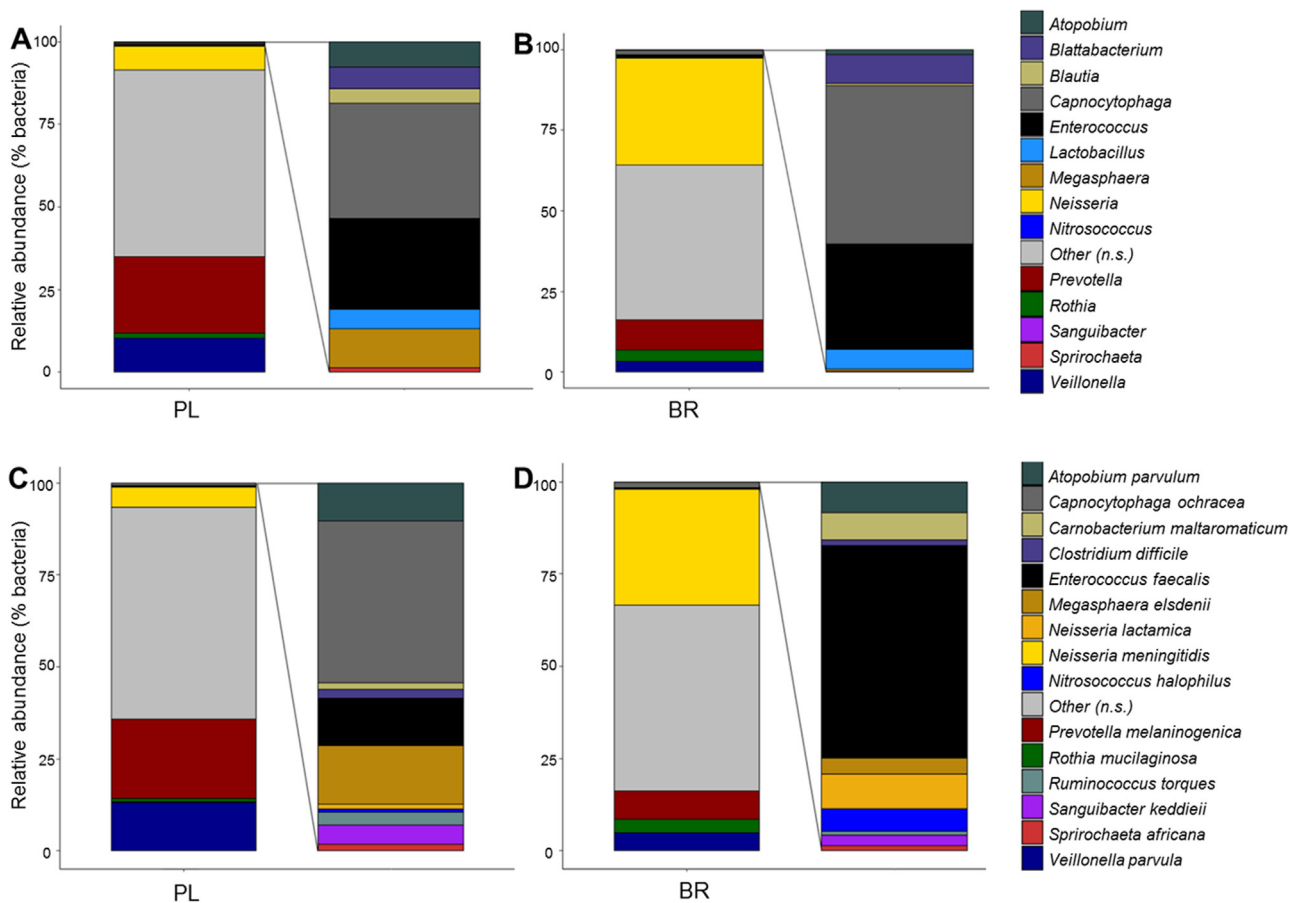 A
Relative abundance (% bacteria)
100
75
50
25
0
PL
B
100
75
50
25
0
BR
Atopobium
Blattabacterium
Blautia
Capnocytophaga
Enterococcus
Lactobacillus
Megasphaera
Neisseria
Nitrosococcus
Other (n.s.)
Prevotella
Rothia
Sanguibacter
Sprirochaeta
Veillonella
C
Relative abundance (% bacteria)
100
75
50
25
0
PL
D
100
75
50
25
0
BR
Atopobium parvulum
Capnocytophaga ochracea
Carnobacterium maltaromaticum
Clostridium difficile
Enterococcus faecalis
Megasphaera elsdenii
Neisseria lactamica
Neisseria meningitidis
Nitrosococcus halophilus
Other (n.s.)
Prevotella melaninogenica
Rothia mucilaginosa
Ruminococcus torques
Sanguibacter keddieii
Sprirochaeta africana
Veillonella parvula